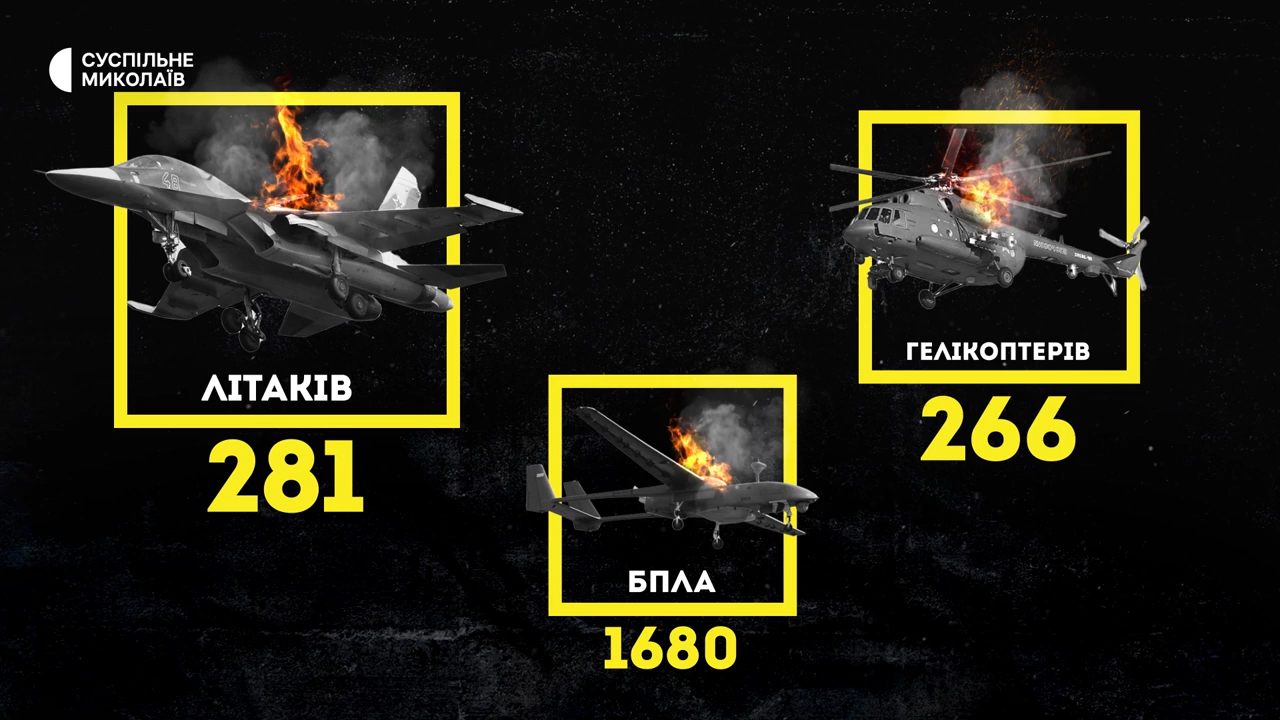 СУСПІЛЬНЕ
МИКОЛАЇВ
ЛІТАКІВ
281
БПЛА
1680
ГЕЛІКОПТЕРІВ
266